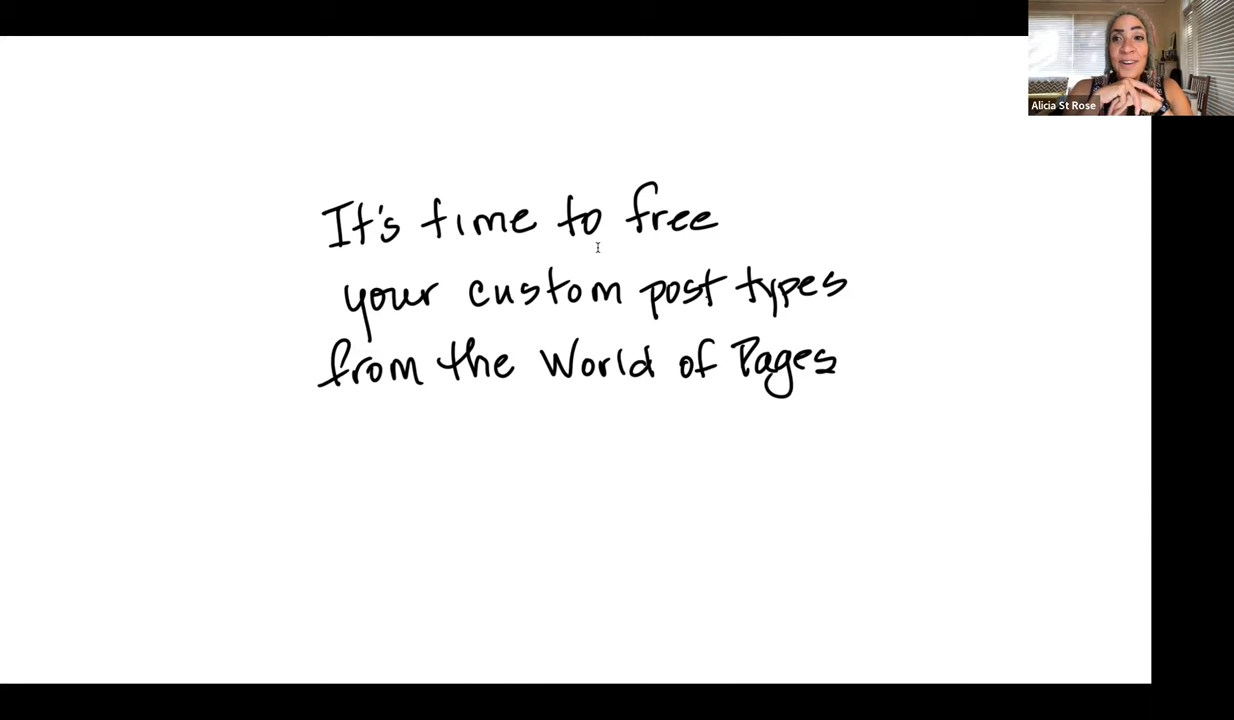 Alicia St Rose
It's time to free
your custom post types
from the World of Pages